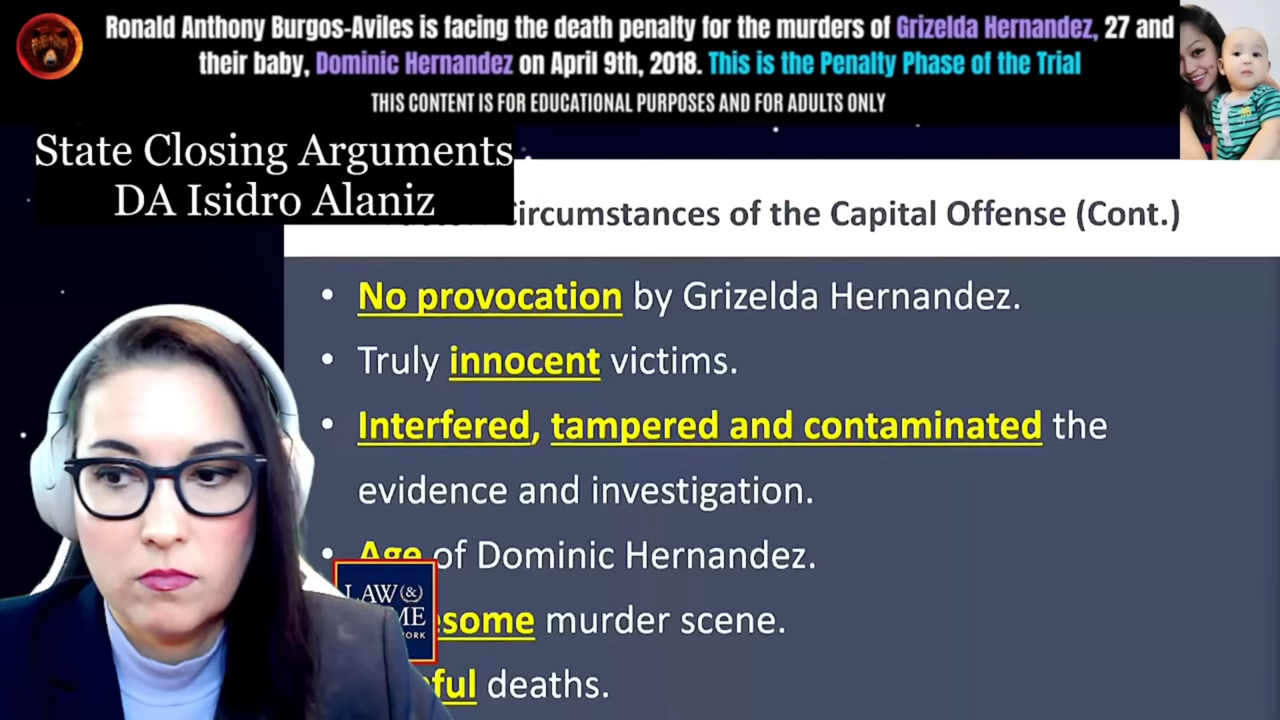 Ronald Anthony Burgos-Aviles is facing the death penalty for the murders of Grizelda Hernandez, 27 and
their baby, Dominic Hernandez on April 9th, 2018. This is the Penalty Phase of the Trial
THIS CONTENT IS FOR EDUCATIONAL PURPOSES AND FOR ADULTS ONLY
State Closing Arguments
DA Isidro Alaniz
Circumstances of the Capital Offense (Cont.)
• No provocation by Grizelda Hernandez.
• Truly innocent victims.
• Interfered, tampered and contaminated the
evidence and investigation.
• Age of Dominic Hernandez.
murder scene.
deaths.
LAW &